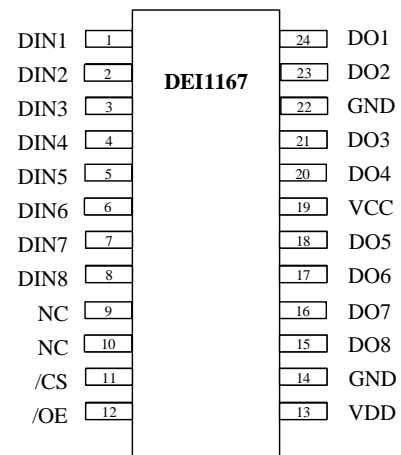 DIN1 1 24 DO1
DIN2 2 DEI1167 23 DO2
DIN3 3 22 GND
DIN4 4 21 DO3
DIN5 5 20 DO4
DIN6 6 19 VCC
DIN7 7 18 DO5
DIN8 8 17 DO6
NC 9 16 DO7
NC 10 15 DO8
/CS 11 14 GND
/OE 12 13 VDD